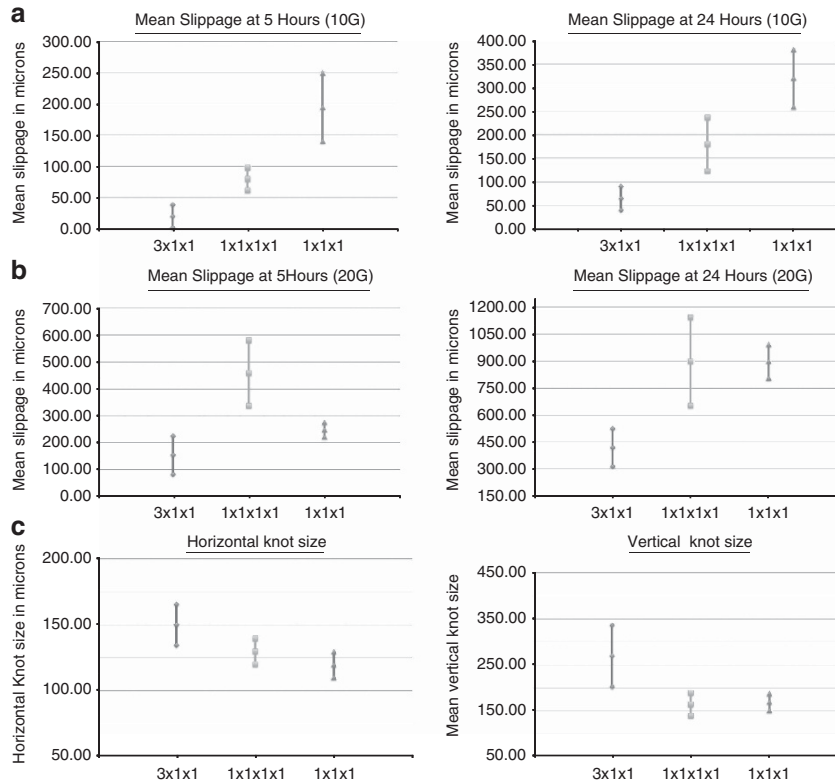 a
Mean Slippage at 5 Hours (10G)
Mean slippage in microns
300.00
250.00
200.00
150.00
100.00
50.00
0.00
3x1x1
1x1x1x1
1x1x1
Mean Slippage at 24 Hours (10G)
Mean slippage in microns
400.00
350.00
300.00
250.00
200.00
150.00
100.00
50.00
0.00
3x1x1
1x1x1x1
1x1x1
b
Mean Slippage at 5Hours (20G)
Mean slippage in microns
700.00
600.00
500.00
400.00
300.00
200.00
100.00
0.00
3x1x1
1x1x1x1
1x1x1
Mean Slippage at 24 Hours (20G)
Mean slippage in microns
1200.00
1050.00
900.00
750.00
600.00
450.00
300.00
150.00
3x1x1
1x1x1x1
1x1x1
c
Horizontal knot size
Horizontal Knot size in microns
200.00
150.00
100.00
50.00
3x1x1
1x1x1x1
1x1x1
Vertical knot size
Mean vertical knot size
450.00
350.00
250.00
150.00
50.00
3x1x1
1x1x1x1
1x1x1